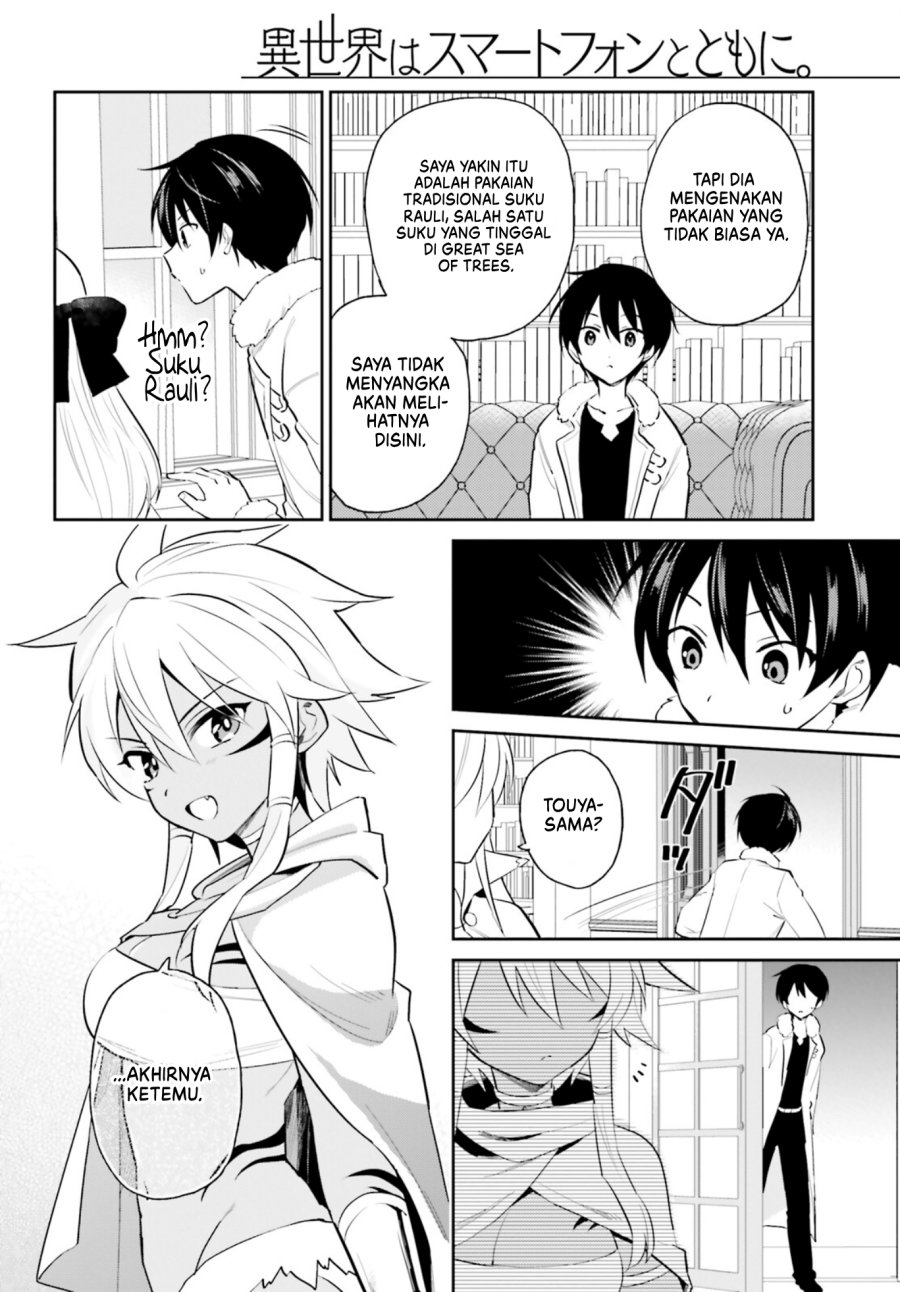 異世界はスマートフォンとともに。
TAPI DIA
MENGENAKAN
PAKAIAN YANG
TIDAK BIASA YA.
SAYA YAKIN ITU
ADALAH PAKAIAN
TRADISIONAL SUKU
RAULI, SALAH SATU
SUKU YANG TINGGAL
DI GREAT SEA
OF TREES.
SAYA TIDAK
MENYANGKA
AKAN MELI-
HATNYA
DISINI.
Hmm?
Suku
Rauli?
TOUYA-
SAMA?
ダッ
...AKHIRNYA
KETEMU.